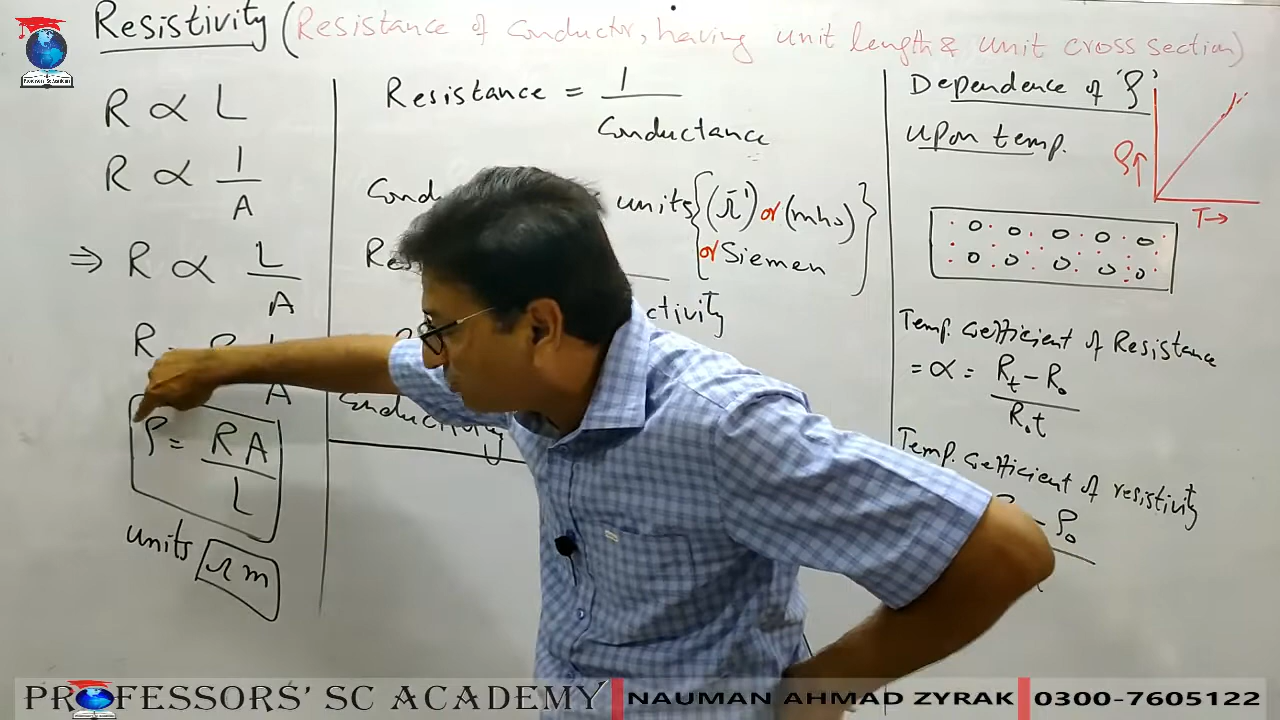 Resistivity (Resistance of Conductor, having unit length & unit cross section)
R ∝ L
R ∝ 1/A
⇒ R ∝ L/A
R
A
ρ = RA/L
units Ω m
Resistance = 1/Conductance
units {(Ω⁻¹) or (mho)
or Siemen}
ctivity
Conductivity
Dependence of 'ρ'
upon temp.
ρ↑
T→
Temp. Coefficient of Resistance
= α = Rt - R₀ / R₀t
Temp. Coefficient of resistivity
- ρ₀
PROFESSORS' SC ACADEMY | NAUMAN AHMAD ZYRAK | 0300-7605122